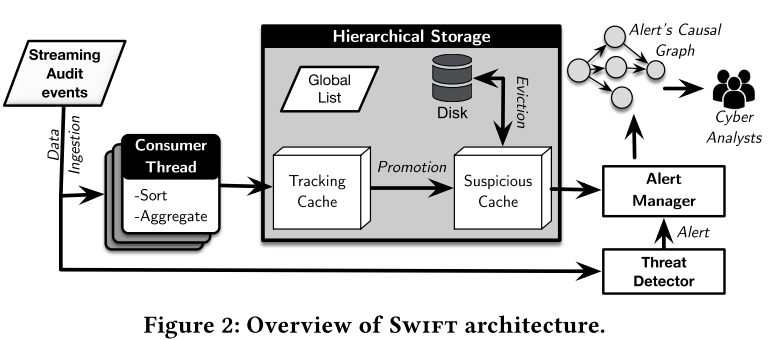 Hierarchical Storage
Streaming
Audit
events
Data
Ingestion
Consumer
Thread
-Sort
-Aggregate
Global
List
Disk
Eviction
Tracking
Cache
Promotion
Suspicious
Cache
Alert's Causal
Graph
Cyber
Analysts
Alert
Manager
Alert
Threat
Detector
Figure 2: Overview of SWIFT architecture.